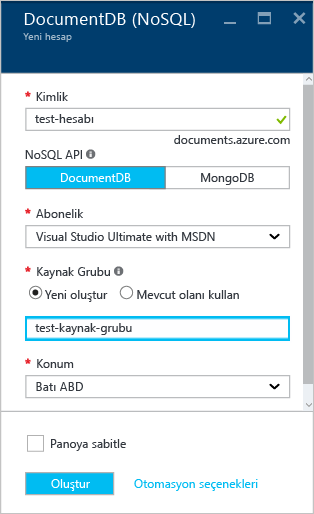 DocumentDB (NoSQL)
Yeni hesap
* Kimlik
test-hesabı
documents.azure.com
NoSQL API
DocumentDB MongoDB
* Abonelik
Visual Studio Ultimate with MSDN
* Kaynak Grubu
Yeni oluştur Mevcut olanı kullan
test-kaynak-grubu
* Konum
Batı ABD
Panoya sabitle
Oluştur Otomasyon seçenekleri